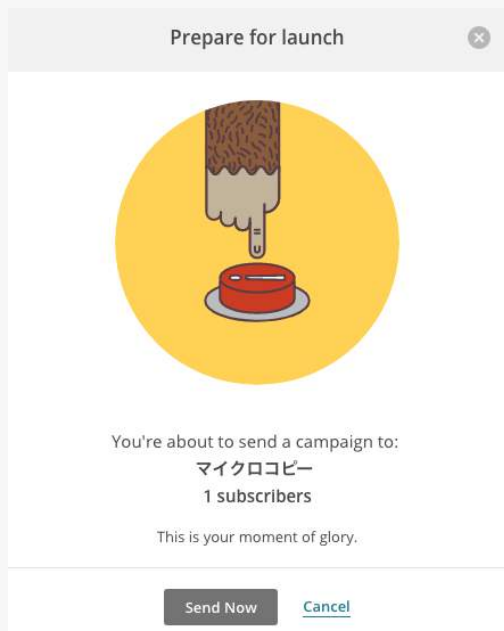 Prepare for launch
You're about to send a campaign to:
マイクロコピー
1 subscribers
This is your moment of glory.
Send Now
Cancel